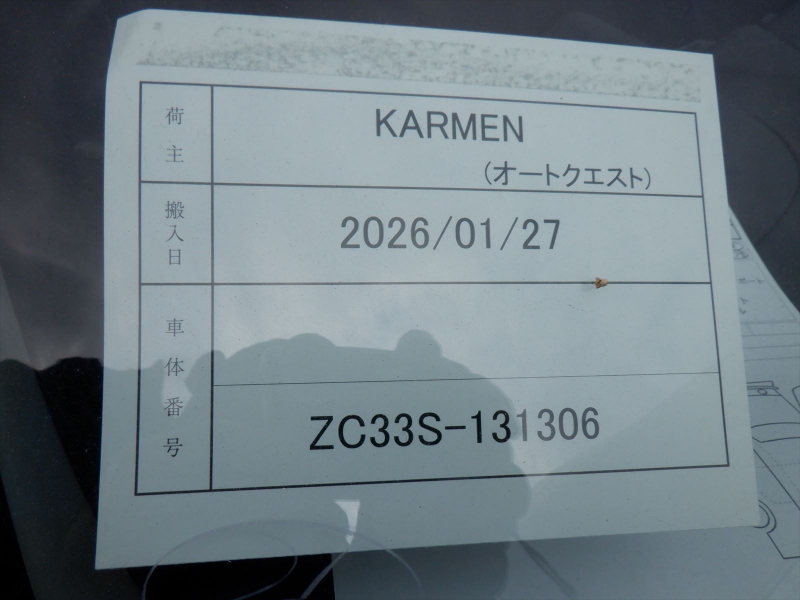 荷主
KARMEN
(オートクエスト)
搬入日
2026/01/27
車体番号
ZC33S-131306